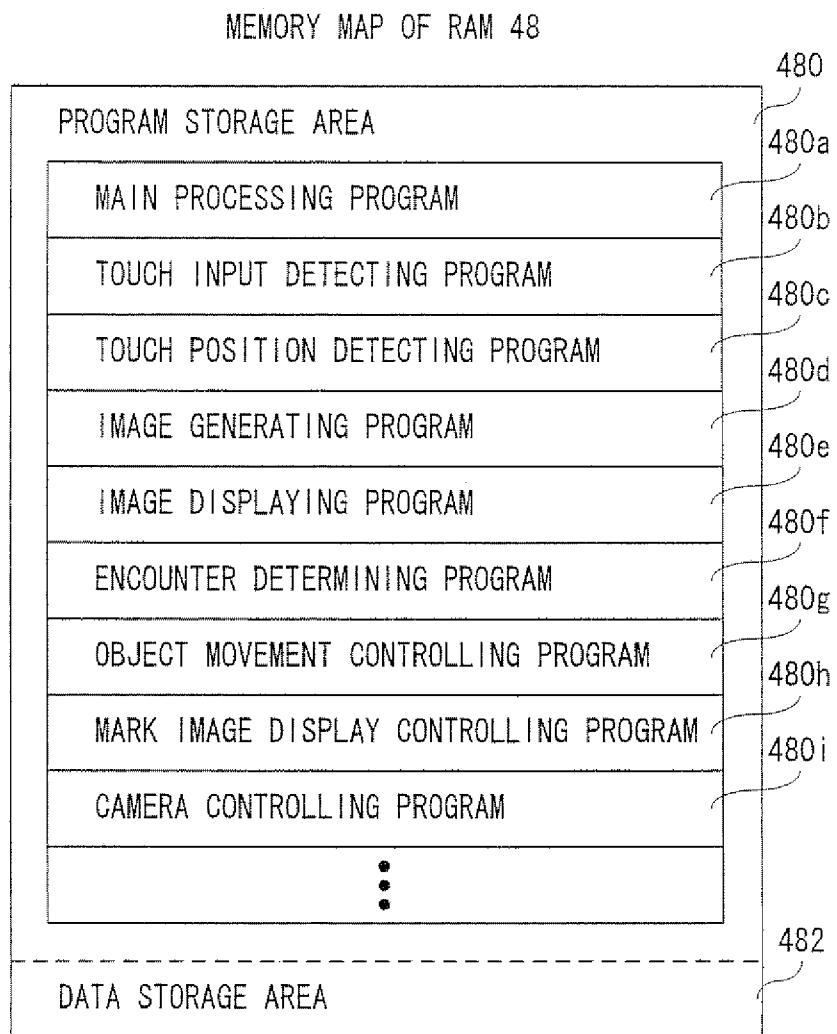 MEMORY MAP OF RAM 48
480
PROGRAM STORAGE AREA
480a
MAIN PROCESSING PROGRAM
480b
TOUCH INPUT DETECTING PROGRAM
480c
TOUCH POSITION DETECTING PROGRAM
480d
IMAGE GENERATING PROGRAM
480e
IMAGE DISPLAYING PROGRAM
480f
ENCOUNTER DETERMINING PROGRAM
480g
OBJECT MOVEMENT CONTROLLING PROGRAM
480h
MARK IMAGE DISPLAY CONTROLLING PROGRAM
480i
CAMERA CONTROLLING PROGRAM
482
DATA STORAGE AREA